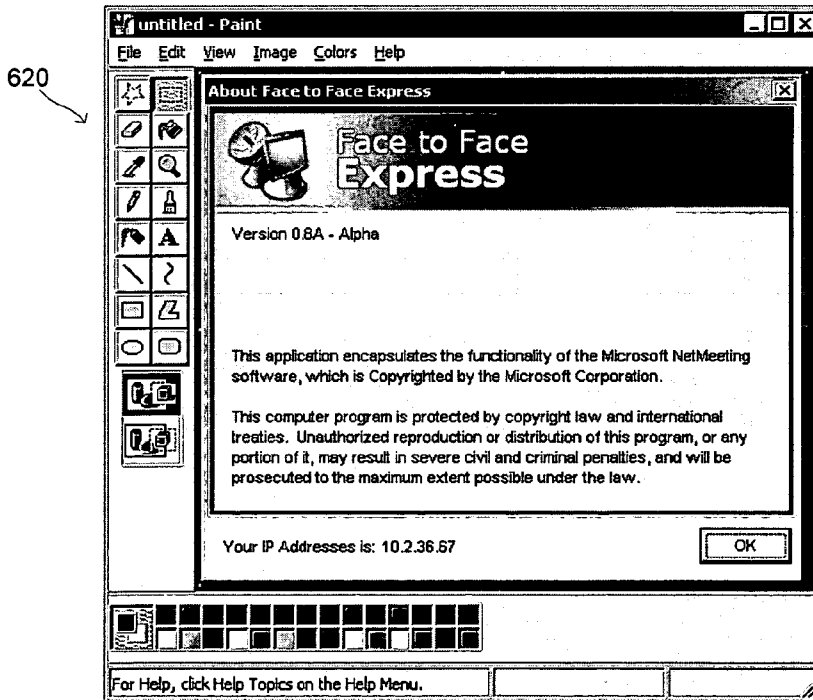 untitled - Paint
File Edit View Image Colors Help
620
About Face to Face Express
Face to Face
Express
A
Version 0.8A - Alpha
This application encapsulates the functionality of the Microsoft NetMeeting
software, which is Copyrighted by the Microsoft Corporation.
This computer program is protected by copyright law and international
treaties. Unauthorized reproduction or distribution of this program, or any
portion of it, may result in severe civil and criminal penalties, and will be
prosecuted to the maximum extent possible under the law.
Your IP Addresses is: 10.2.36.67
OK
For Help, click Help Topics on the Help Menu.